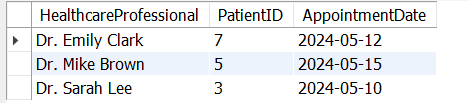 HealthcareProfessional PatientID AppointmentDate
Dr. Emily Clark 7 2024-05-12
Dr. Mike Brown 5 2024-05-15
Dr. Sarah Lee 3 2024-05-10